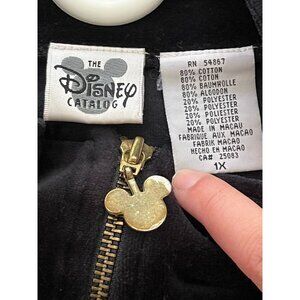 THE
DISNEY
CATALOG
RN 54867
80% COTTON
80% COTON
80% BAUMWOLLE
80% ALGODON
20% POLYESTER
20% POLYESTER
20% POLIESTER
20% POLYESTER
MADE IN MACAU
FABRIQUE AUX MACAO
FABRIK MACAO
HECHO EN MACAO
CA# 25083
1X